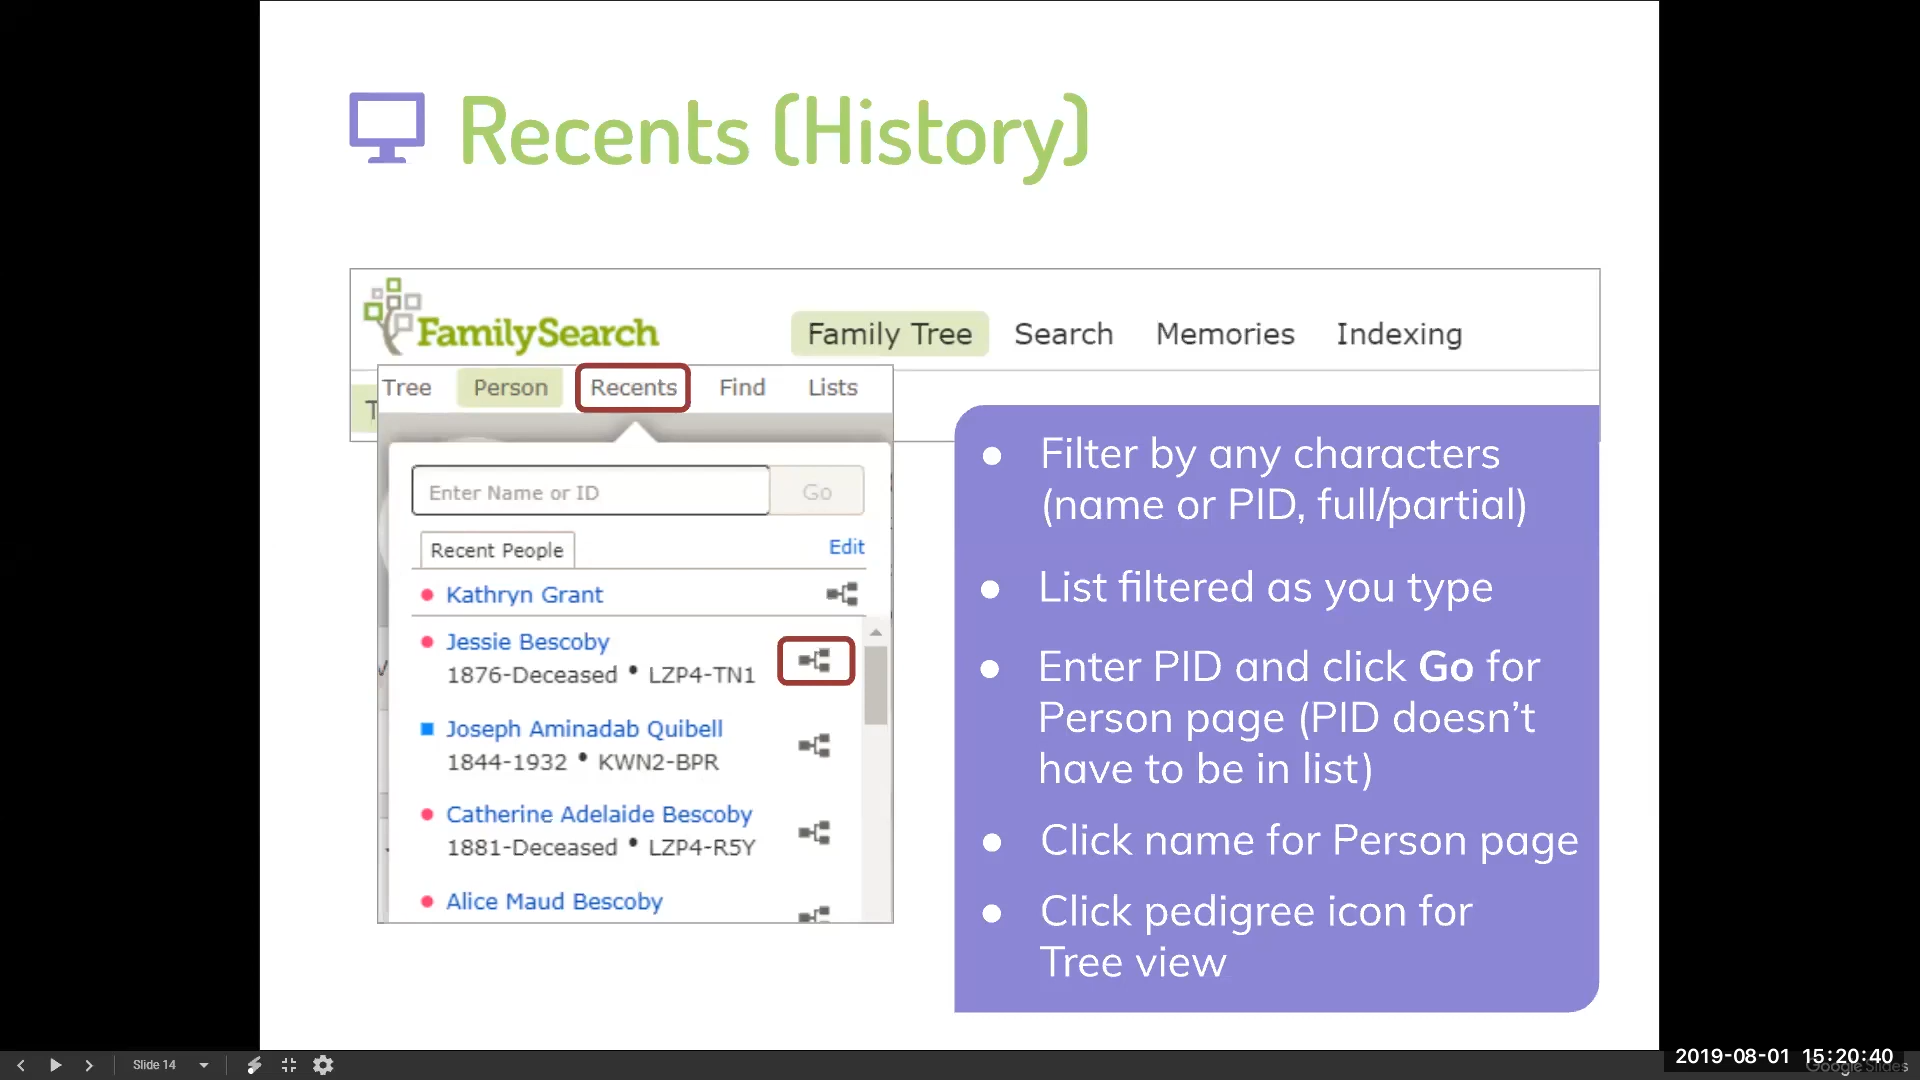 Recents (History)
FamilySearch
Family Tree Search Memories Indexing
T
Tree Person Recents Find Lists
Enter Name or ID Go
Recent People Edit
Kathryn Grant
Jessie Bescoby
1876-Deceased • LZP4-TN1
Joseph Aminadab Quibell
1844-1932 • KWN2-BPR
Catherine Adelaide Bescoby
1881-Deceased • LZP4-R5Y
Alice Maud Bescoby
● Filter by any characters
(name or PID, full/partial)
● List filtered as you type
● Enter PID and click Go for
Person page (PID doesn’t
have to be in list)
● Click name for Person page
● Click pedigree icon for
Tree view
Slide 14
2019-08-01 15:20:40
Google Slides